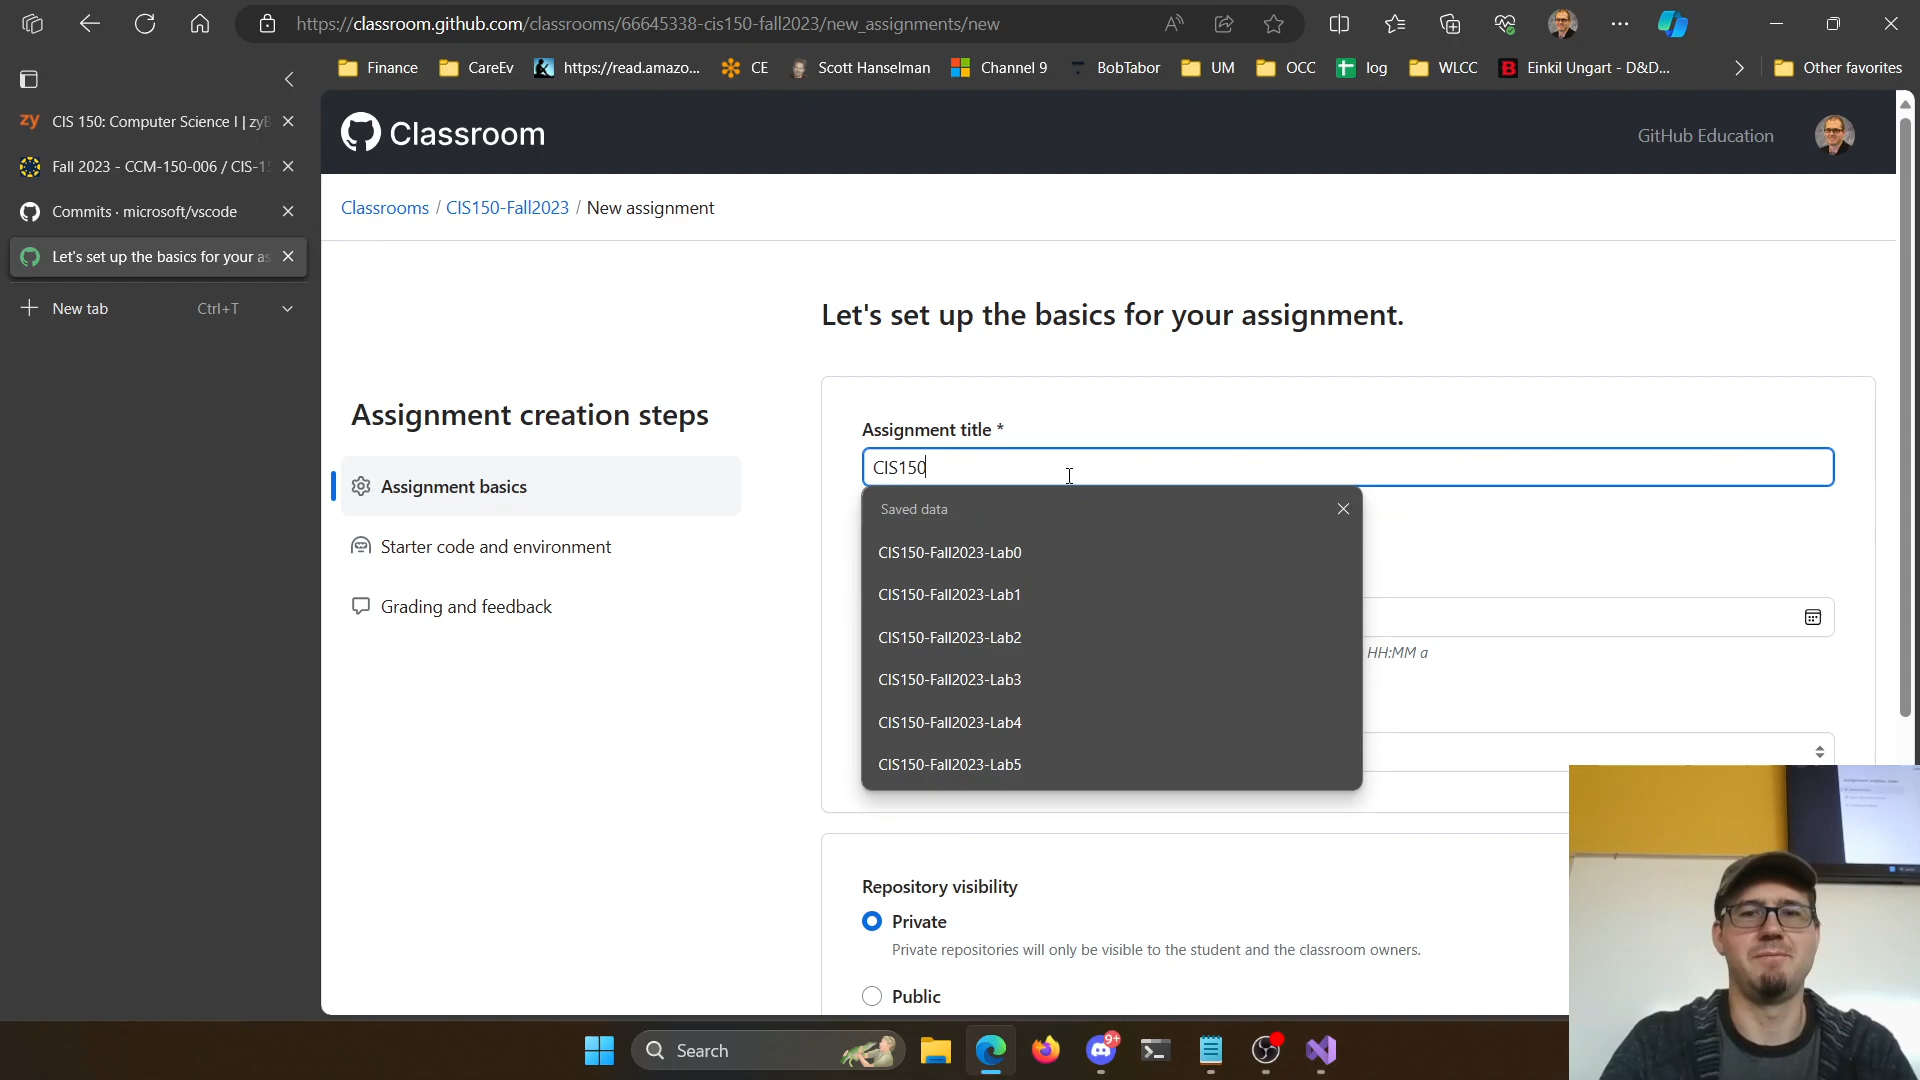 https://classroom.github.com/classrooms/66645338-cis150-fall2023/new_assignments/new
Finance
CareEv
https://read.amazo...
CE
Scott Hanselman
Channel 9
BobTabor
UM
OCC
log
WLCC
Einkil Ungart - D&D...
Other favorites
zy CIS 150: Computer Science I | zyB
Fall 2023 - CCM-150-006 / CIS-15
Commits · microsoft/vscode
Let's set up the basics for your as
New tab Ctrl+T
Classroom
GitHub Education
Classrooms / CIS150-Fall2023 / New assignment
Let's set up the basics for your assignment.
Assignment creation steps
Assignment basics
Starter code and environment
Grading and feedback
Assignment title *
CIS150
Saved data
CIS150-Fall2023-Lab0
CIS150-Fall2023-Lab1
CIS150-Fall2023-Lab2
CIS150-Fall2023-Lab3
CIS150-Fall2023-Lab4
CIS150-Fall2023-Lab5
HH:MM a
Repository visibility
Private
Private repositories will only be visible to the student and the classroom owners.
Public
Search
9+